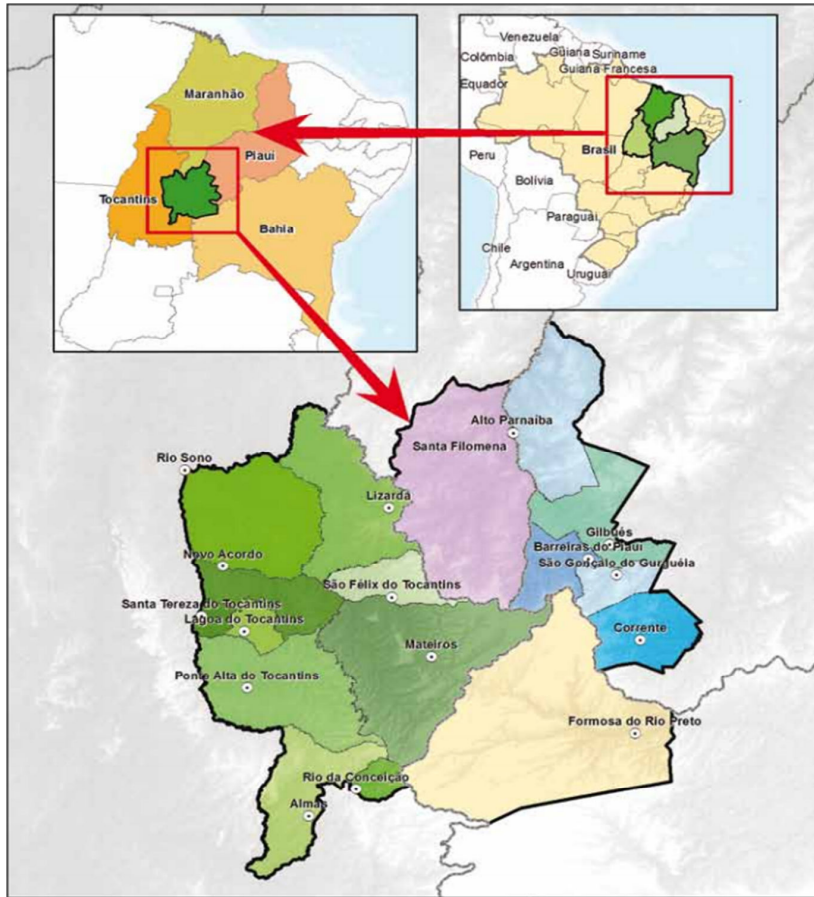 Maranhão
Piauí
Tocantins
Bahia
Venezuela
Colômbia
Guiana
Suriname
Guiana Francesa
Equador
Peru
Brasil
Bolívia
Paraguai
Chile
Argentina
Uruguai
Alto Parnaíba
Santa Filomena
Rio Sono
Lizarda
Gilbués
Barreiras do Piauí
São Gonçalo do Gurguéia
Novo Acordo
São Félix do Tocantins
Santa Tereza do Tocantins
Lagoa do Tocantins
Corrente
Mateiros
Ponte Alta do Tocantins
Formosa do Rio Preto
Rio da Conceição
Almas